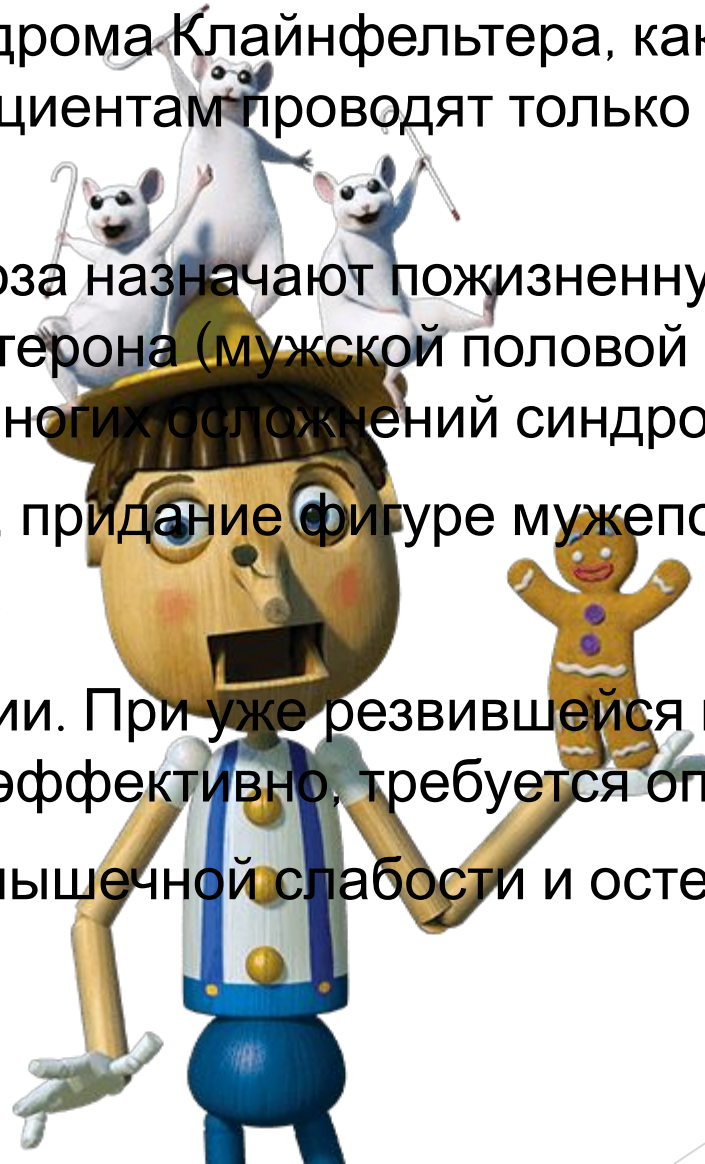 дрома Клайнфельтера, как
циентам проводят только
оза назначают пожизненну
терона (мужской половой
ногих осложнений синдро
придание фигуре мужепо
ии. При уже резвившейся
эффективно, требуется оп
мышечной слабости и осте